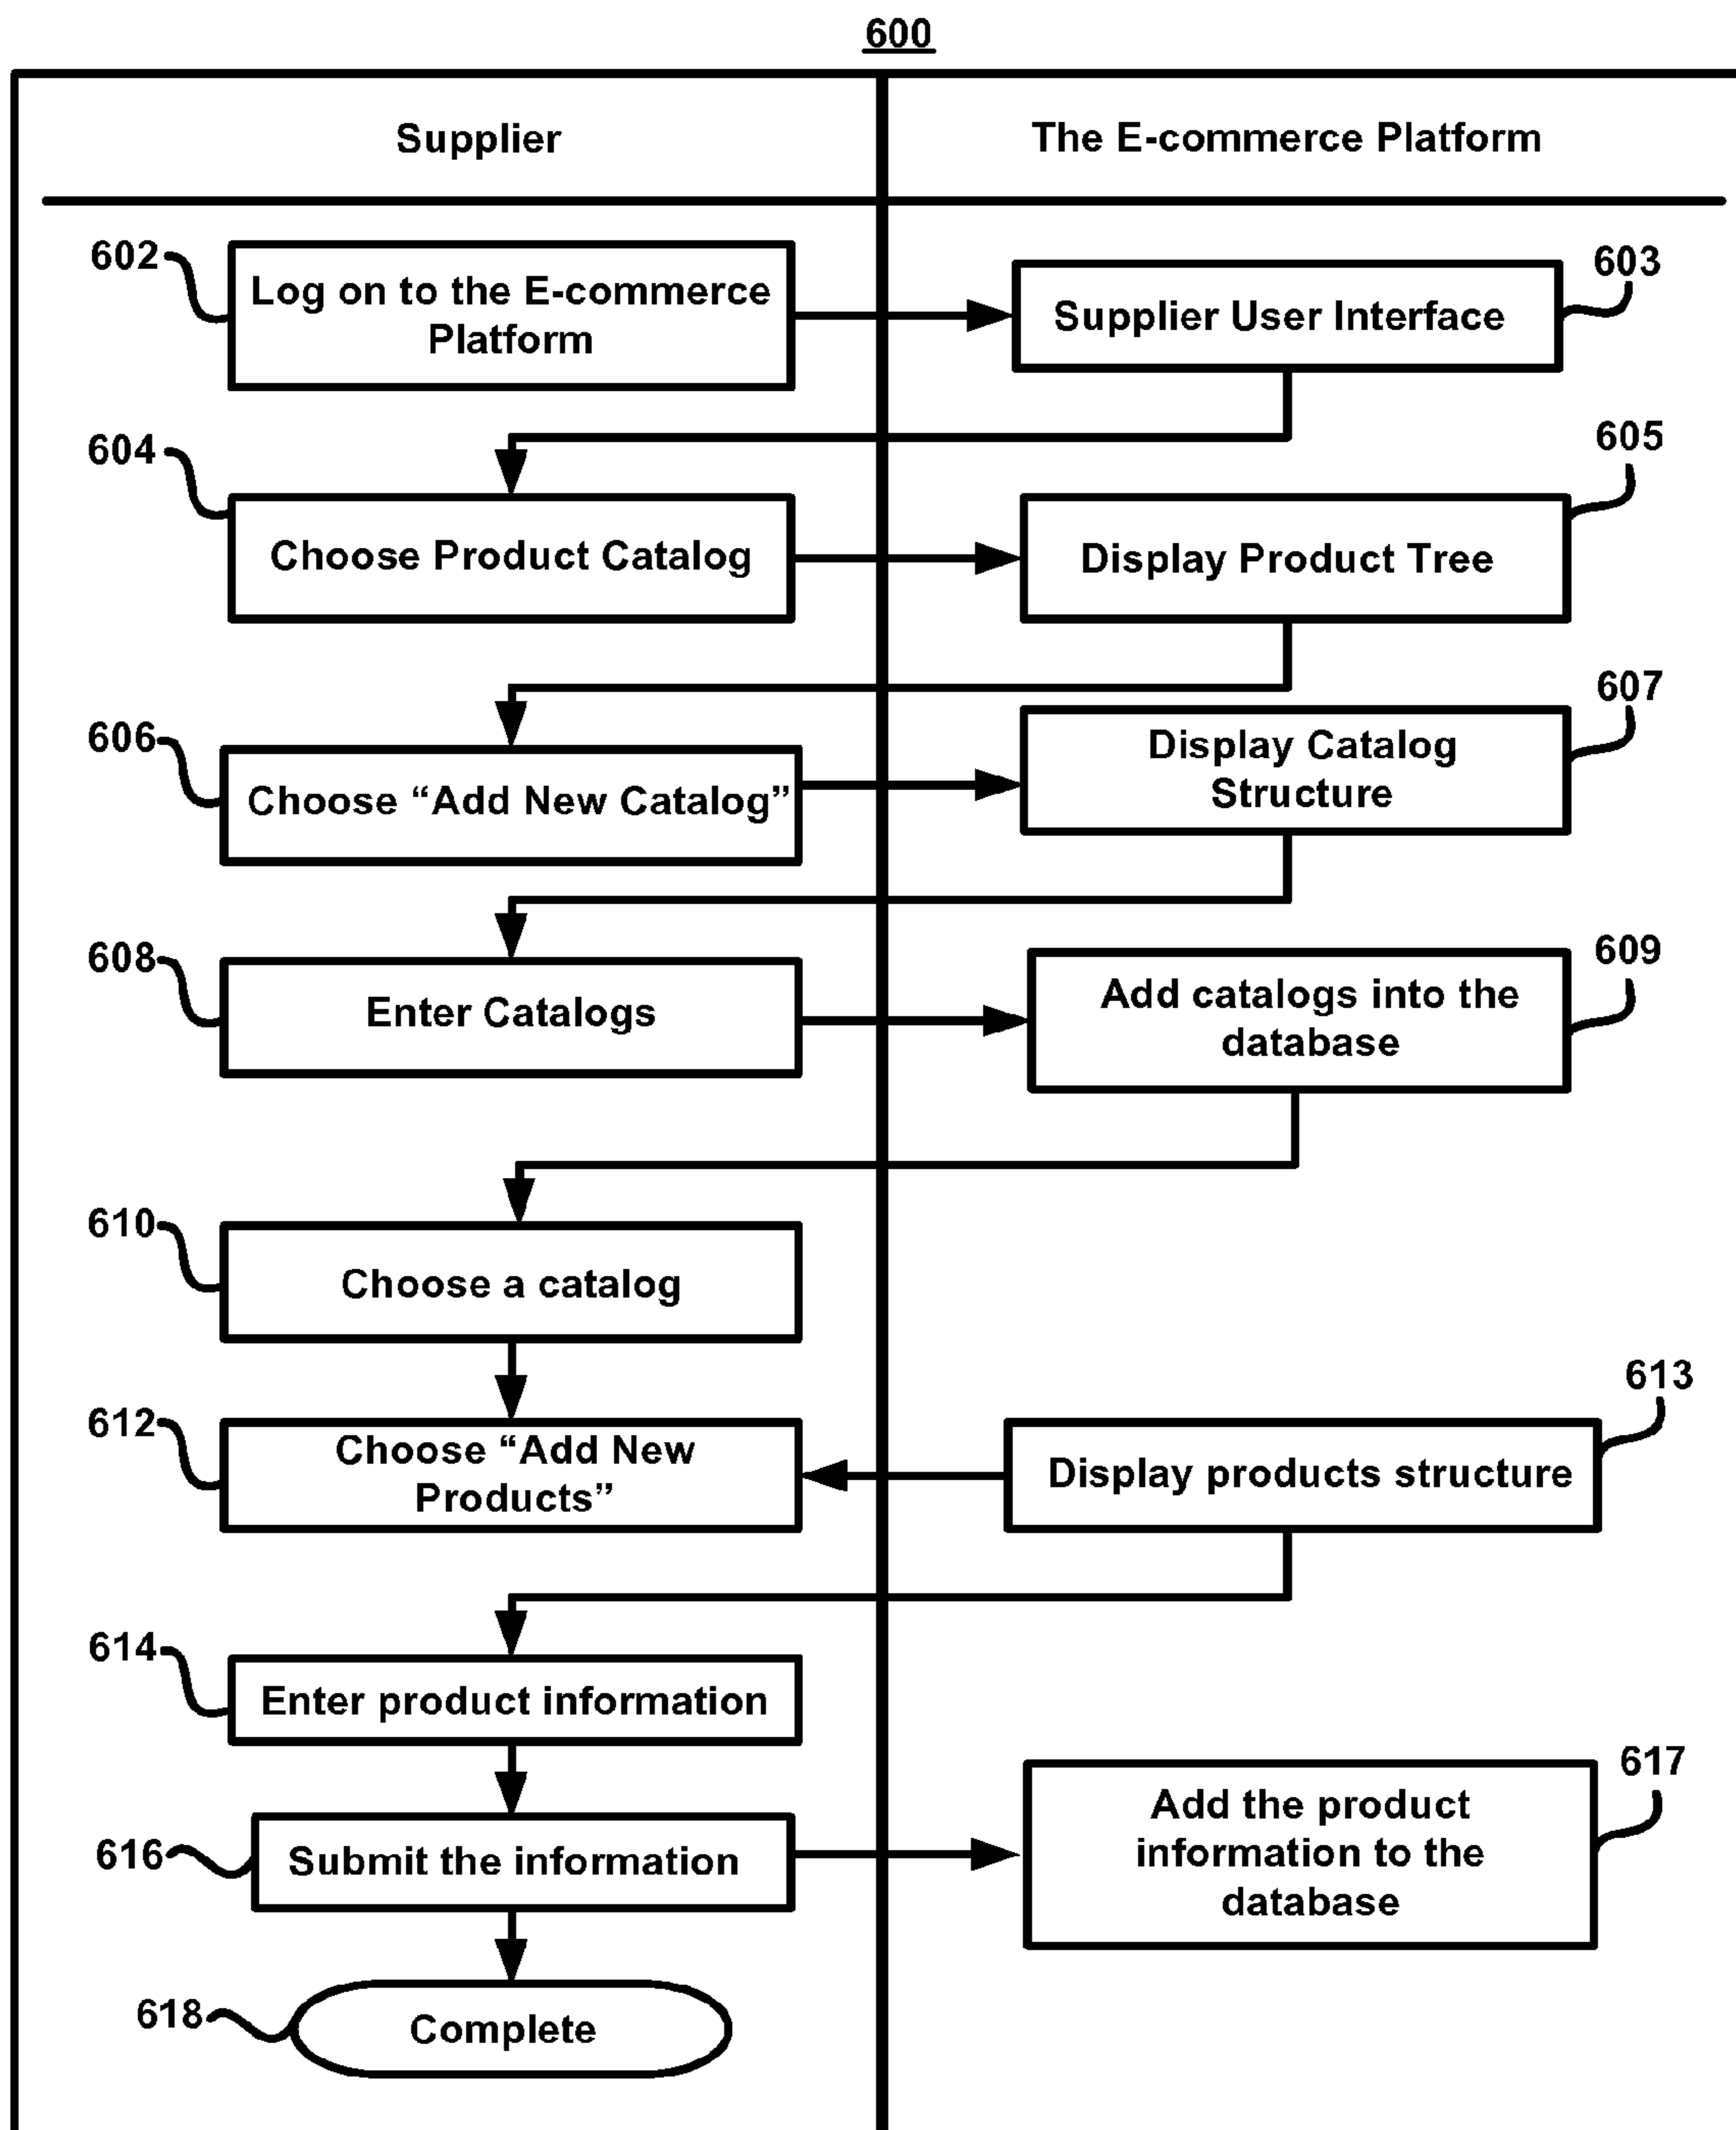 600
Supplier
The E-commerce Platform
602
Log on to the E-commerce
Platform
603
Supplier User Interface
604
Choose Product Catalog
605
Display Product Tree
606
Choose “Add New Catalog”
607
Display Catalog
Structure
608
Enter Catalogs
609
Add catalogs into the
database
610
Choose a catalog
612
Choose “Add New
Products”
613
Display products structure
614
Enter product information
616
Submit the information
617
Add the product
information to the
database
618
Complete